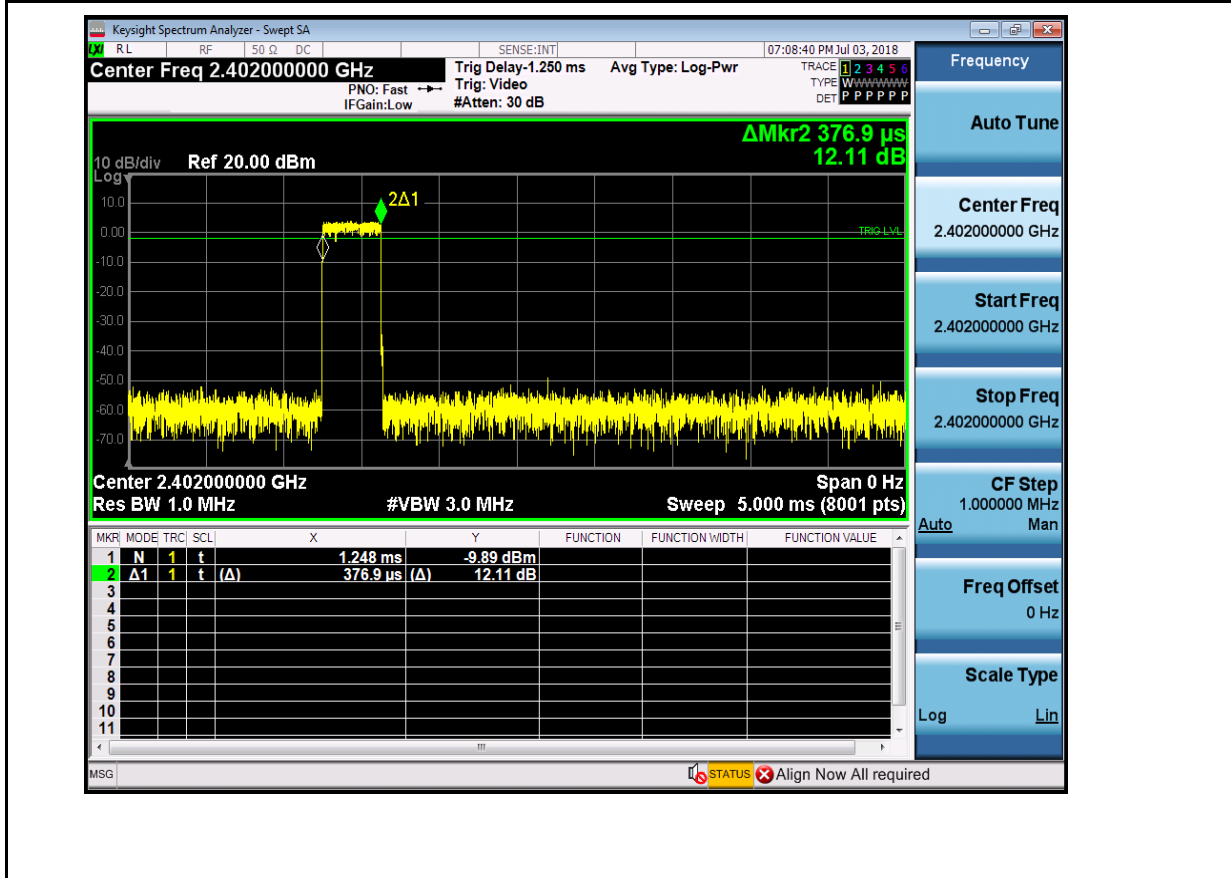 Keysight Spectrum Analyzer - Swept SA
LXI RL RF 50 Ω DC SENSE:INT 07:08:40 PM Jul 03, 2018
Center Freq 2.402000000 GHz
PNO: Fast
IFGain:Low
Trig Delay-1.250 ms
Trig: Video
#Atten: 30 dB
Avg Type: Log-Pwr
TRACE 1 2 3 4 5 6
TYPE WWWWWW
DET P P P P P P
ΔMkr2 376.9 µs
12.11 dB
10 dB/div Ref 20.00 dBm
Log
2Δ1
10.0
0.00
TRIG LVL
-10.0
-20.0
-30.0
-40.0
-50.0
-60.0
-70.0
Center 2.402000000 GHz Span 0 Hz
Res BW 1.0 MHz #VBW 3.0 MHz Sweep 5.000 ms (8001 pts)
MKR MODE TRC SCL X Y FUNCTION FUNCTION WIDTH FUNCTION VALUE
1 N 1 t 1.248 ms -9.89 dBm
2 Δ1 1 t (Δ) 376.9 µs (Δ) 12.11 dB
3
4
5
6
7
8
9
10
11
MSG STATUS Align Now All required
Frequency
Auto Tune
Center Freq
2.402000000 GHz
Start Freq
2.402000000 GHz
Stop Freq
2.402000000 GHz
CF Step
1.000000 MHz
Auto Man
Freq Offset
0 Hz
Scale Type
Log Lin